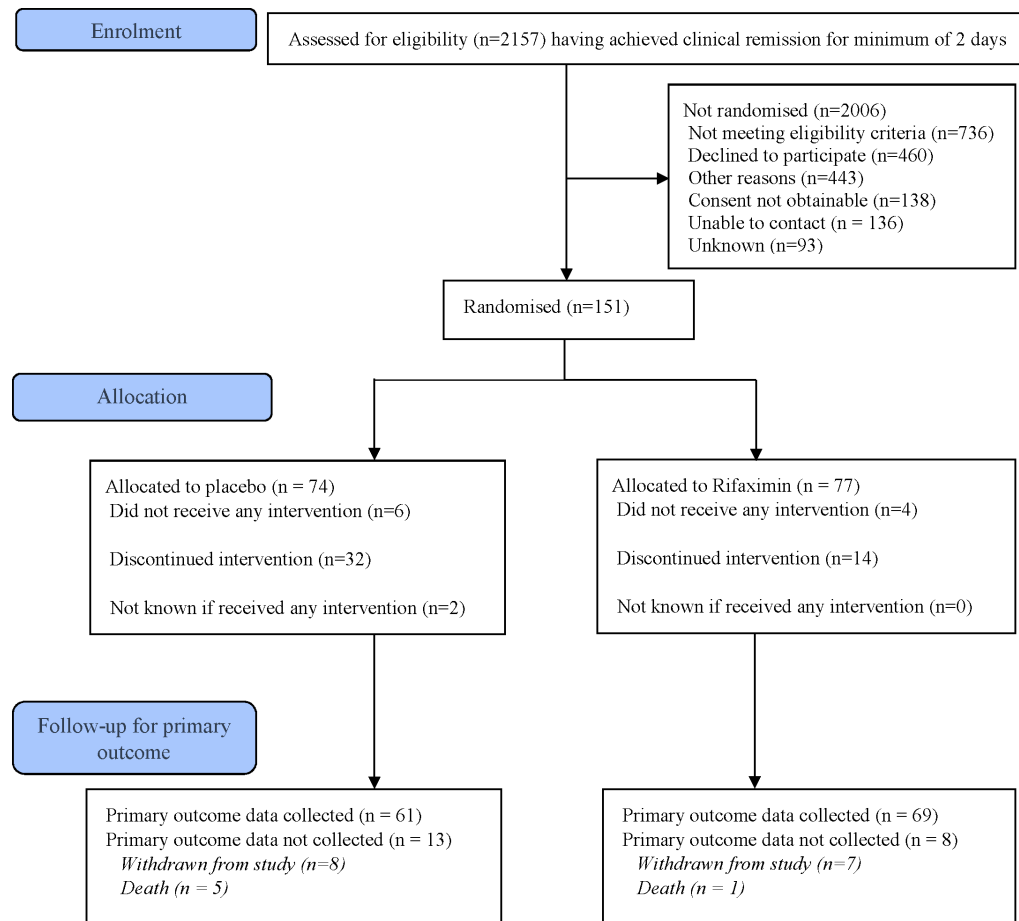 Enrolment
Assessed for eligibility (n=2157) having achieved clinical remission for minimum of 2 days
Not randomised (n=2006)
Not meeting eligibility criteria (n=736)
Declined to participate (n=460)
Other reasons (n=443)
Consent not obtainable (n=138)
Unable to contact (n = 136)
Unknown (n=93)
Randomised (n=151)
Allocation
Allocated to placebo (n = 74)
Did not receive any intervention (n=6)
Discontinued intervention (n=32)
Not known if received any intervention (n=2)
Allocated to Rifaximin (n = 77)
Did not receive any intervention (n=4)
Discontinued intervention (n=14)
Not known if received any intervention (n=0)
Follow-up for primary
outcome
Primary outcome data collected (n = 61)
Primary outcome data not collected (n = 13)
Withdrawn from study (n=8)
Death (n = 5)
Primary outcome data collected (n = 69)
Primary outcome data not collected (n = 8)
Withdrawn from study (n=7)
Death (n = 1)